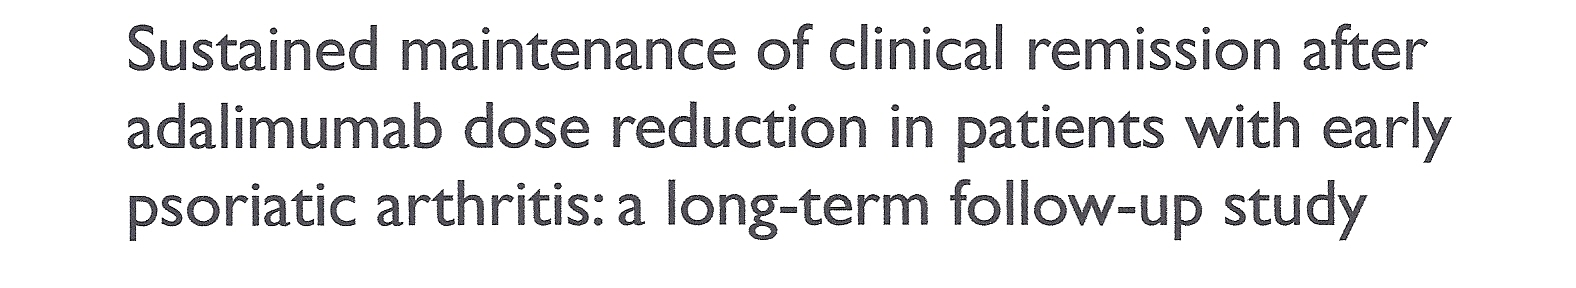 Sustained maintenance of clinical remission after
adalimumab dose reduction in patients with early
psoriatic arthritis: a long-term follow-up study